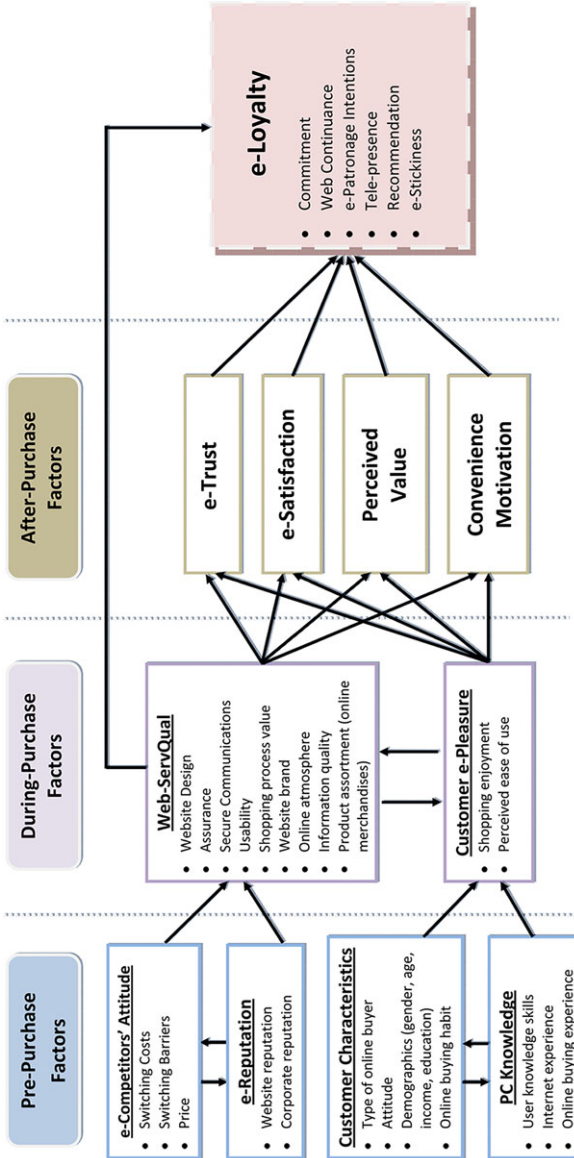 Pre-Purchase
Factors
During-Purchase
Factors
After-Purchase
Factors
e-Competitors' Attitude
• Switching Costs
• Switching Barriers
• Price
e-Reputation
• Website reputation
• Corporate reputation
Customer Characteristics
• Type of online buyer
• Attitude
• Demographics (gender, age,
income, education)
• Online buying habit
PC Knowledge
• User knowledge skills
• Internet experience
• Online buying experience
Web-ServQual
• Website Design
• Assurance
• Secure Communications
• Usability
• Shopping process value
• Website brand
• Online atmosphere
• Information quality
• Product assortment (online
merchandises)
Customer e-Pleasure
• Shopping enjoyment
• Perceived ease of use
e-Trust
e-Satisfaction
Perceived
Value
Convenience
Motivation
e-Loyalty
• Commitment
• Web Continuance
• e-Patronage Intentions
• Tele-presence
• Recommendation
• e-Stickiness